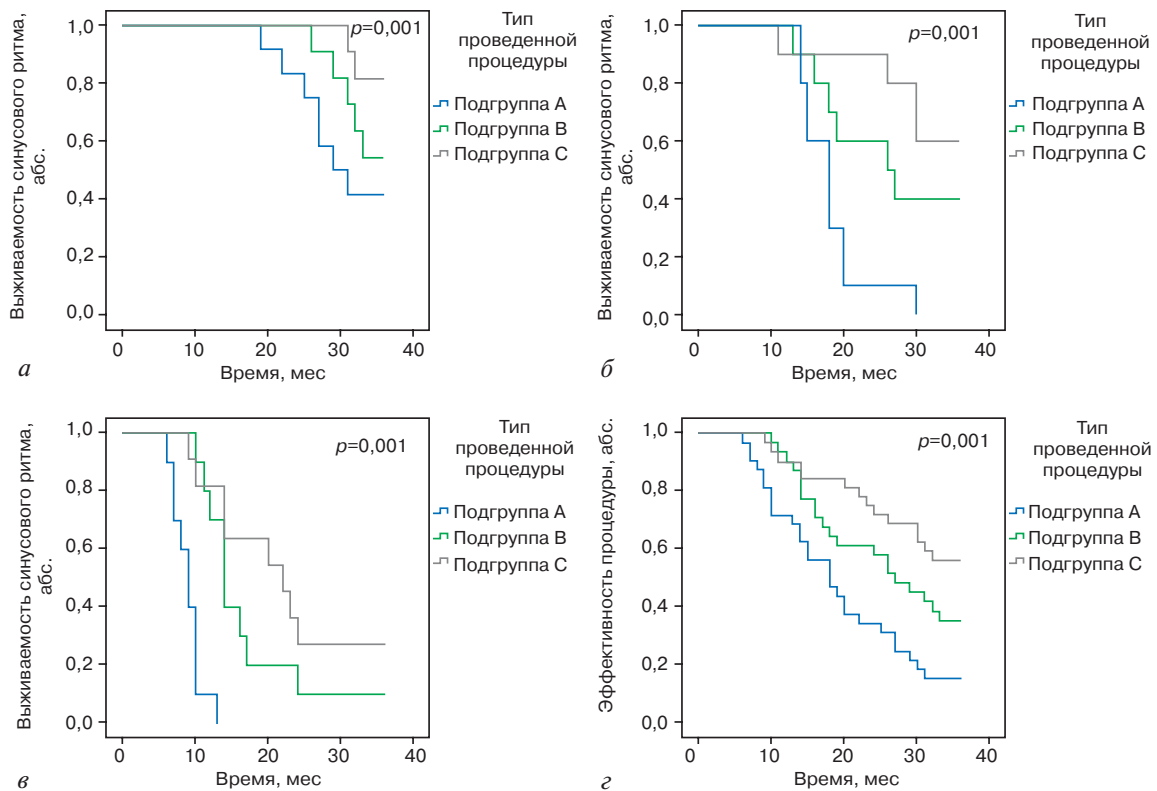 Выживаемость синусового ритма,
абс.
1,0
0,8
0,6
0,4
0,2
0,0
p=0,001
0
10
20
30
40
Время, мес
а
Тип
проведенной
процедуры
Подгруппа А
Подгруппа В
Подгруппа С
Выживаемость синусового ритма,
абс.
1,0
0,8
0,6
0,4
0,2
0,0
p=0,001
0
10
20
30
40
Время, мес
б
Тип
проведенной
процедуры
Подгруппа А
Подгруппа В
Подгруппа С
Выживаемость синусового ритма,
абс.
1,0
0,8
0,6
0,4
0,2
0,0
p=0,001
0
10
20
30
40
Время, мес
в
Тип
проведенной
процедуры
Подгруппа А
Подгруппа В
Подгруппа С
Эффективность процедуры, абс.
1,0
0,8
0,6
0,4
0,2
0,0
p=0,001
0
10
20
30
40
Время, мес
г
Тип
проведенной
процедуры
Подгруппа А
Подгруппа В
Подгруппа С